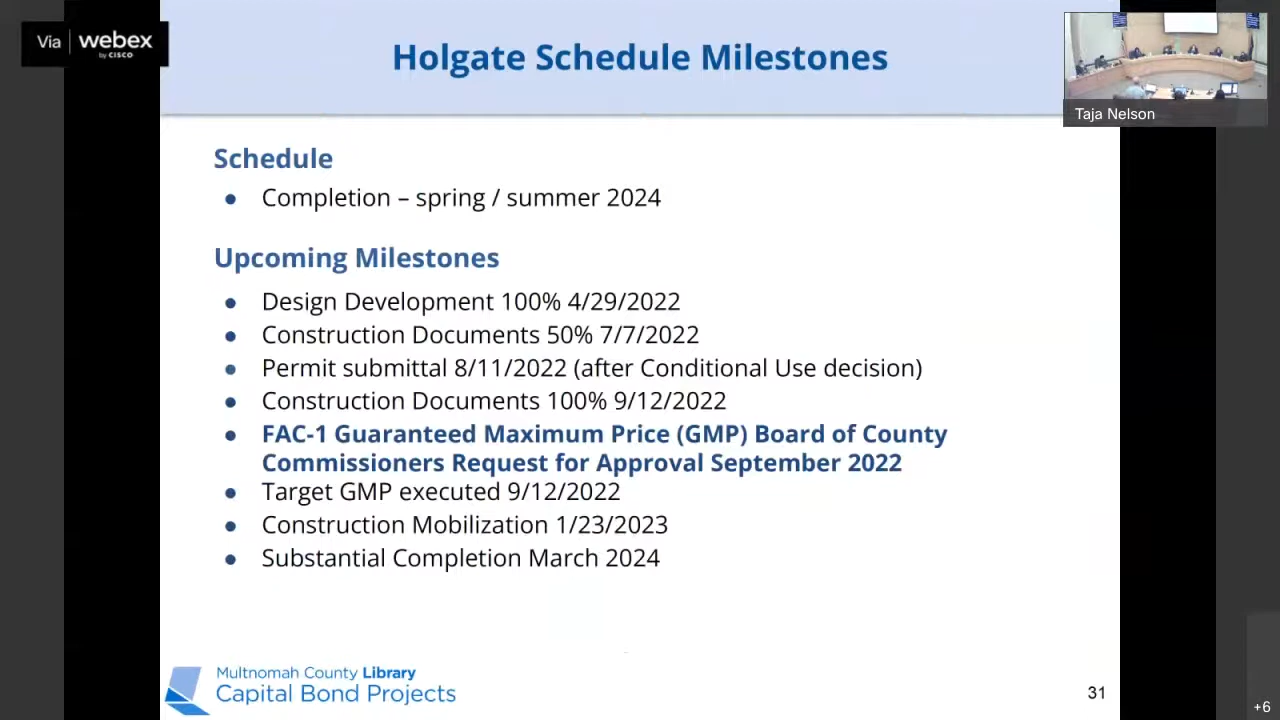 Via webex
by CISCO
Holgate Schedule Milestones
Taja Nelson
Schedule
● Completion – spring / summer 2024
Upcoming Milestones
● Design Development 100% 4/29/2022
● Construction Documents 50% 7/7/2022
● Permit submittal 8/11/2022 (after Conditional Use decision)
● Construction Documents 100% 9/12/2022
● FAC-1 Guaranteed Maximum Price (GMP) Board of County
Commissioners Request for Approval September 2022
● Target GMP executed 9/12/2022
● Construction Mobilization 1/23/2023
● Substantial Completion March 2024
Multnomah County Library
Capital Bond Projects
31
+6